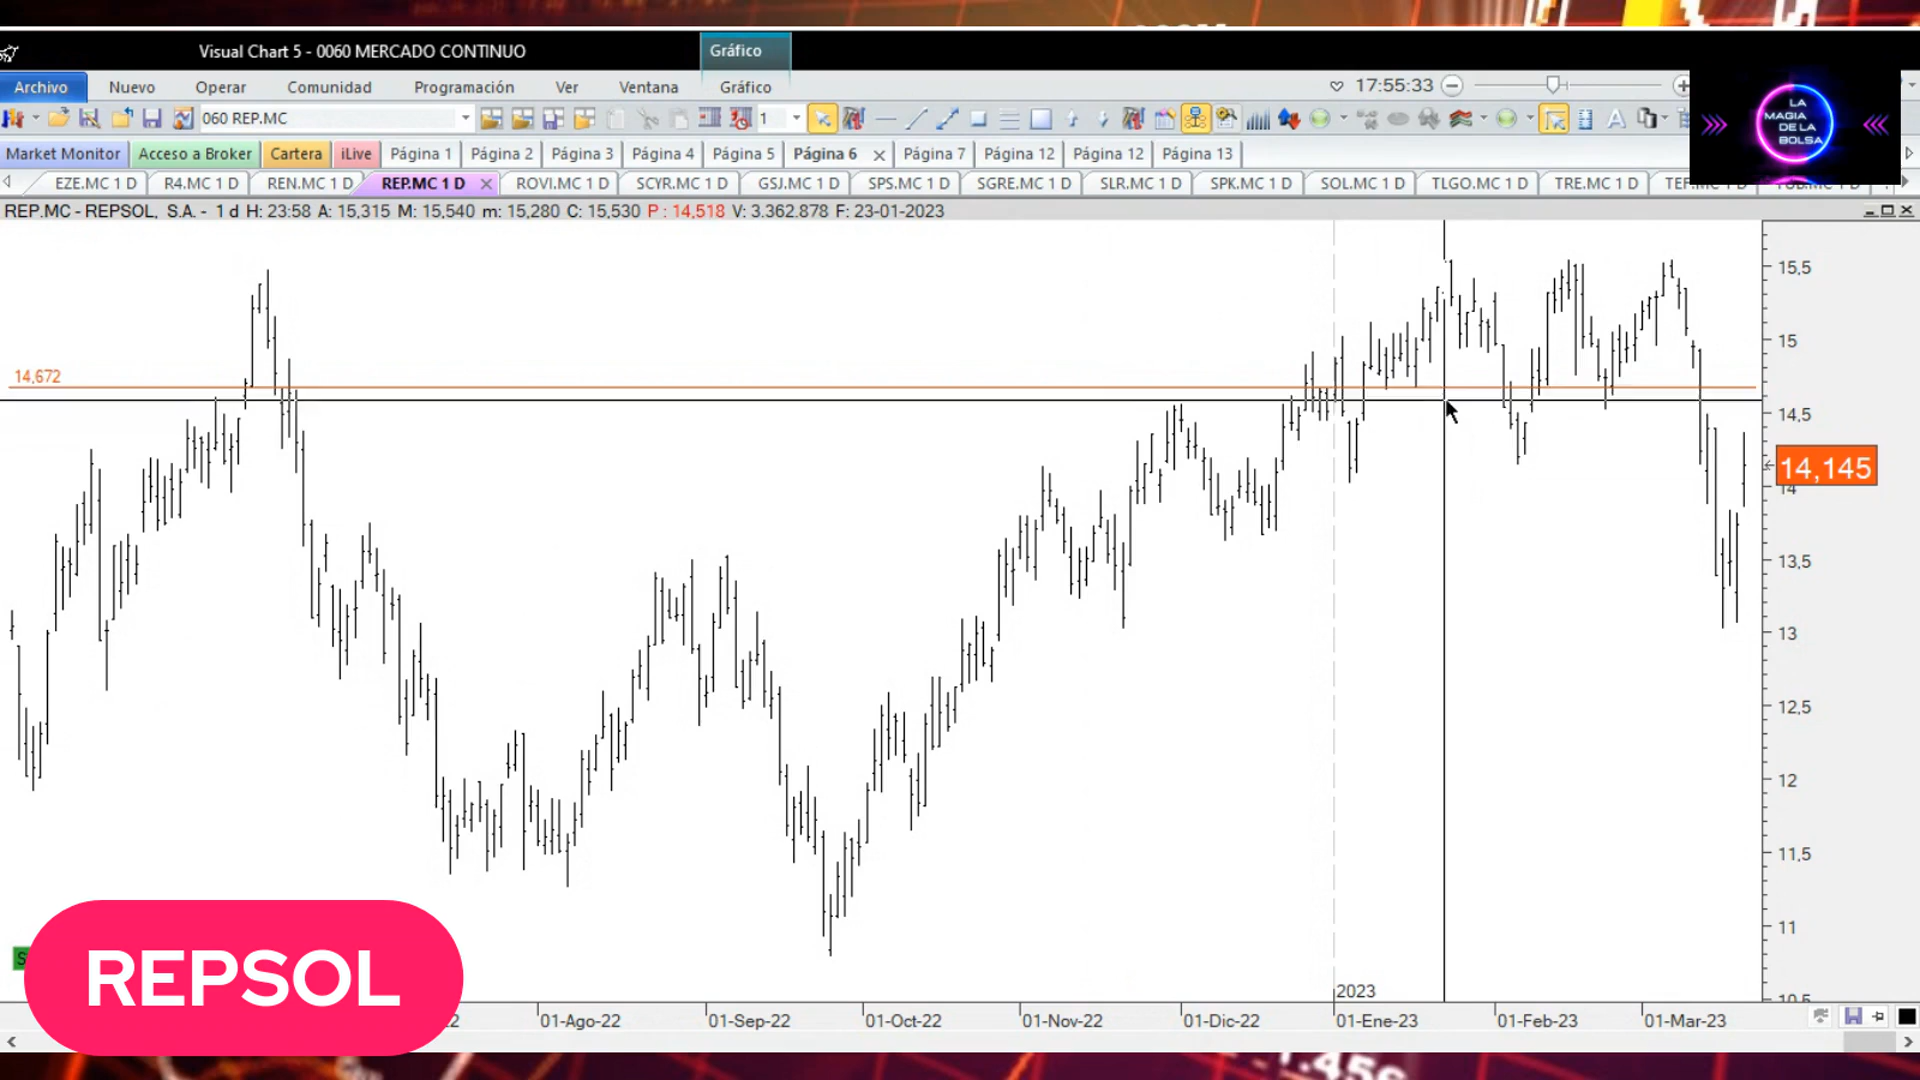 Visual Chart 5 - 0060 MERCADO CONTINUO
Gráfico
Archivo Nuevo Operar Comunidad Programación Ver Ventana Gráfico 17:55:33
060 REP.MC 1
LA
MAGIA
DE LA
BOLSA
Market Monitor Acceso a Broker Cartera iLive Página 1 Página 2 Página 3 Página 4 Página 5 Página 6 Página 7 Página 12 Página 12 Página 13
EZE.MC 1 D R4.MC 1 D REN.MC 1 D REP.MC 1 D ROVI.MC 1 D SCYR.MC 1 D GSJ.MC 1 D SPS.MC 1 D SGRE.MC 1 D SLR.MC 1 D SPK.MC 1 D SOL.MC 1 D TLGO.MC 1 D TRE.MC 1 D
REP.MC - REPSOL, S.A. - 1 d H: 23:58 A: 15,315 M: 15,540 m: 15,280 C: 15,530 P : 14,518 V: 3.362.878 F: 23-01-2023
15,5
15
14,672
14,5
14,145
14
13,5
13
12,5
12
11,5
11
10,5
REPSOL
2023
01-Ago-22 01-Sep-22 01-Oct-22 01-Nov-22 01-Dic-22 01-Ene-23 01-Feb-23 01-Mar-23